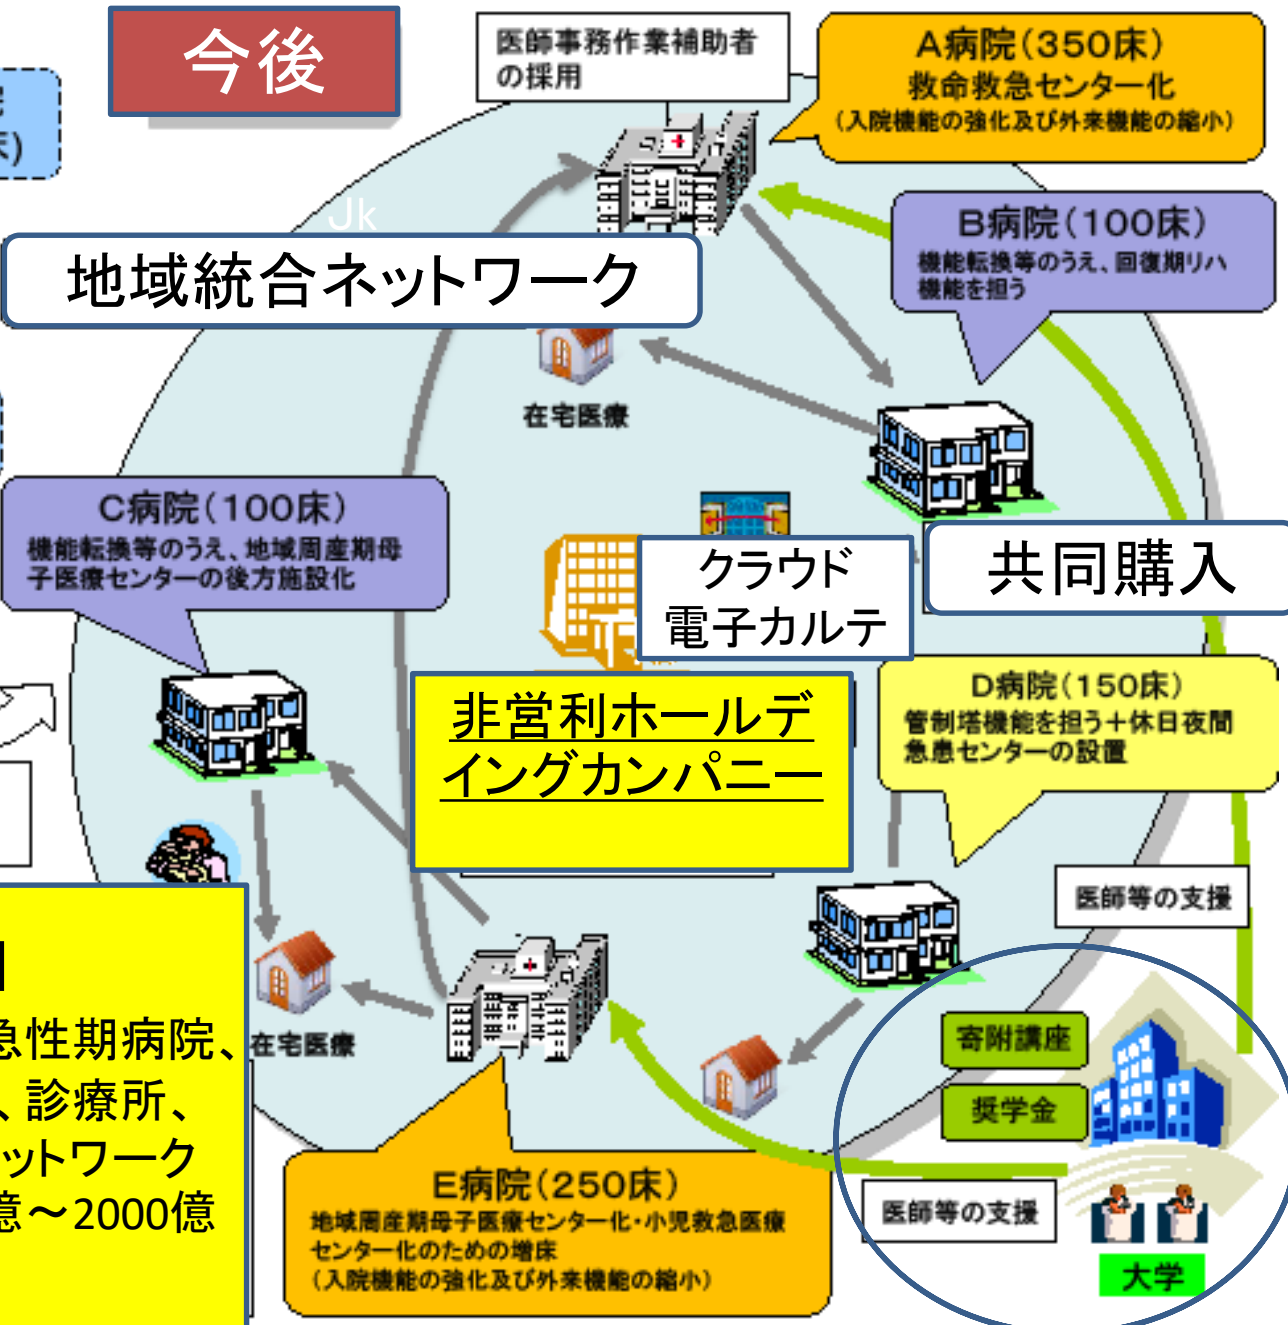 今後
医師事務作業補助者
の採用
A病院(350床)
救命救急センター化
(入院機能の強化及び外来機能の縮小)
床)
Jk
地域統合ネットワーク
B病院(100床)
機能転換等のうえ、回復期リハ
機能を担う
在宅医療
C病院(100床)
機能転換等のうえ、地域周産期母
子医療センターの後方施設化
クラウド
電子カルテ
共同購入
非営利ホールデ
イングカンパニー
D病院(150床)
管制塔機能を担う+休日夜間
急患センターの設置
医師等の支援
急性期病院、
、診療所、
ットワーク
億~2000億
在宅医療
寄附講座
奨学金
E病院(250床)
地域周産期母子医療センター化・小児救急医療
センター化のための増床
(入院機能の強化及び外来機能の縮小)
医師等の支援
大学